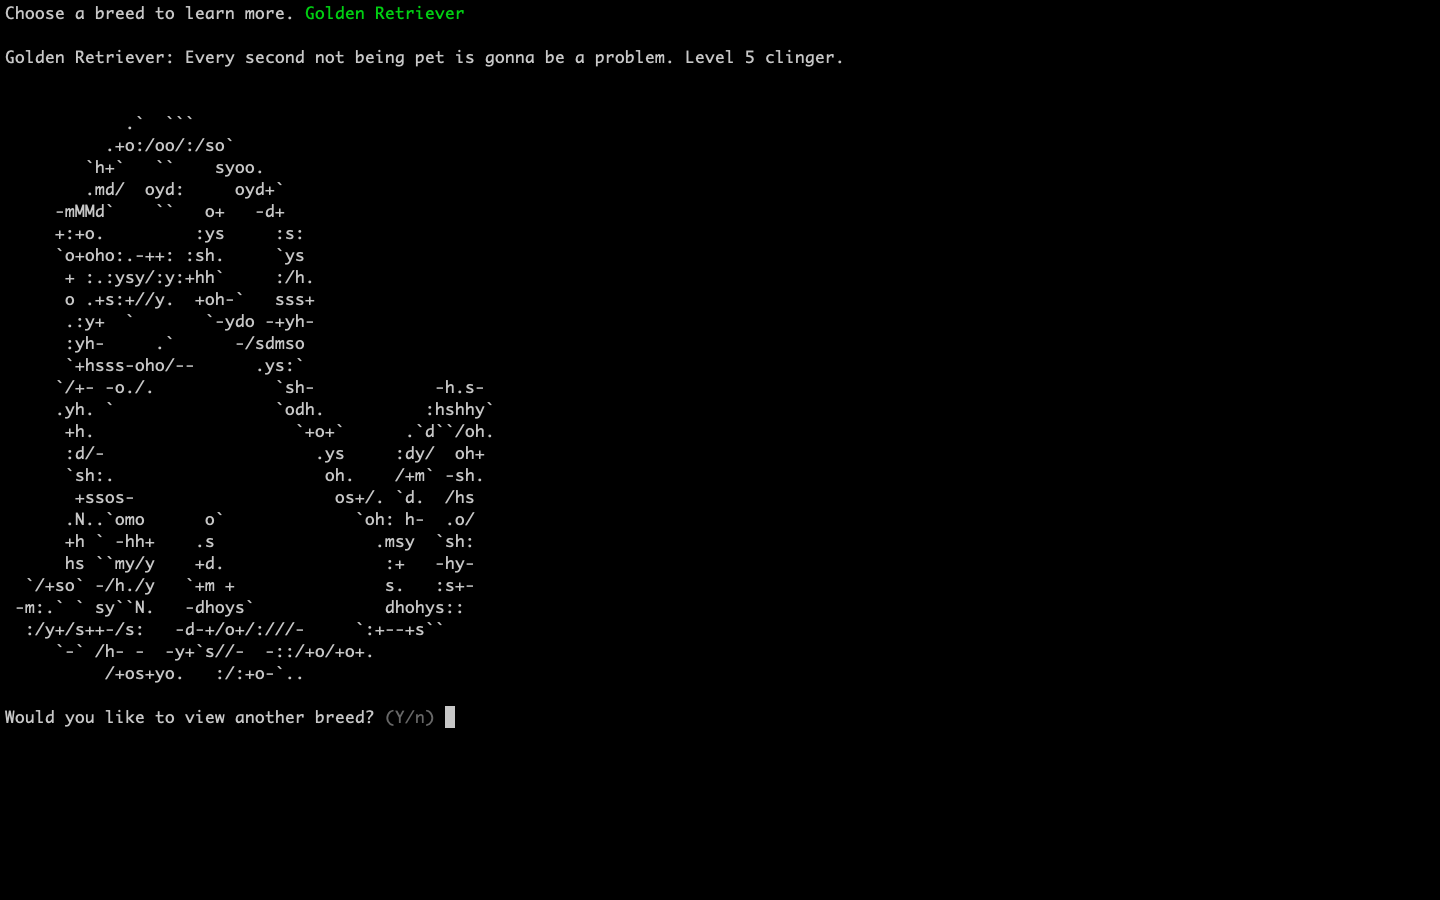 Choose a breed to learn more. Golden Retriever
Golden Retriever: Every second not being pet is gonna be a problem. Level 5 clinger.
            .`  ```
          .+o:/oo/:/so`
        `h+`   ``    syoo.
        .md/  oyd:     oyd+`
     -mMMd`    ``   o+   -d+
     +:+o.         :ys     :s:
     `o+oho:.-++: :sh.     `ys
      + :.:ysy/:y:+hh`     :/h.
      o .+s:+//y.  +oh-`   sss+
      .:y+  `       `-ydo -+yh-
      :yh-     .`      -/sdmso
      `+hsss-oho/--      .ys:`
     `/+- -o./.            `sh-            -h.s-
     .yh. `                `odh.          :hshhy`
      +h.                    `+o+`      .`d``/oh.
      :d/-                     .ys     :dy/  oh+
      `sh:.                     oh.    /+m` -sh.
       +ssos-                    os+/. `d.  /hs
      .N..`omo      o`             `oh: h-  .o/
      +h ` -hh+    .s                .msy  `sh:
      hs ``my/y    +d.                :+   -hy-
  `/+so` -/h./y   `+m +               s.   :s+-
 -m:.` ` sy``N.   -dhoys`             dhohys::
  :/y+/s++-/s:   -d-+/o+/:///-     `:+--+s``
     `-` /h- -  -y+`s//-  -::/+o/+o+.
          /+os+yo.   :/:+o-`..
Would you like to view another breed? (Y/n)